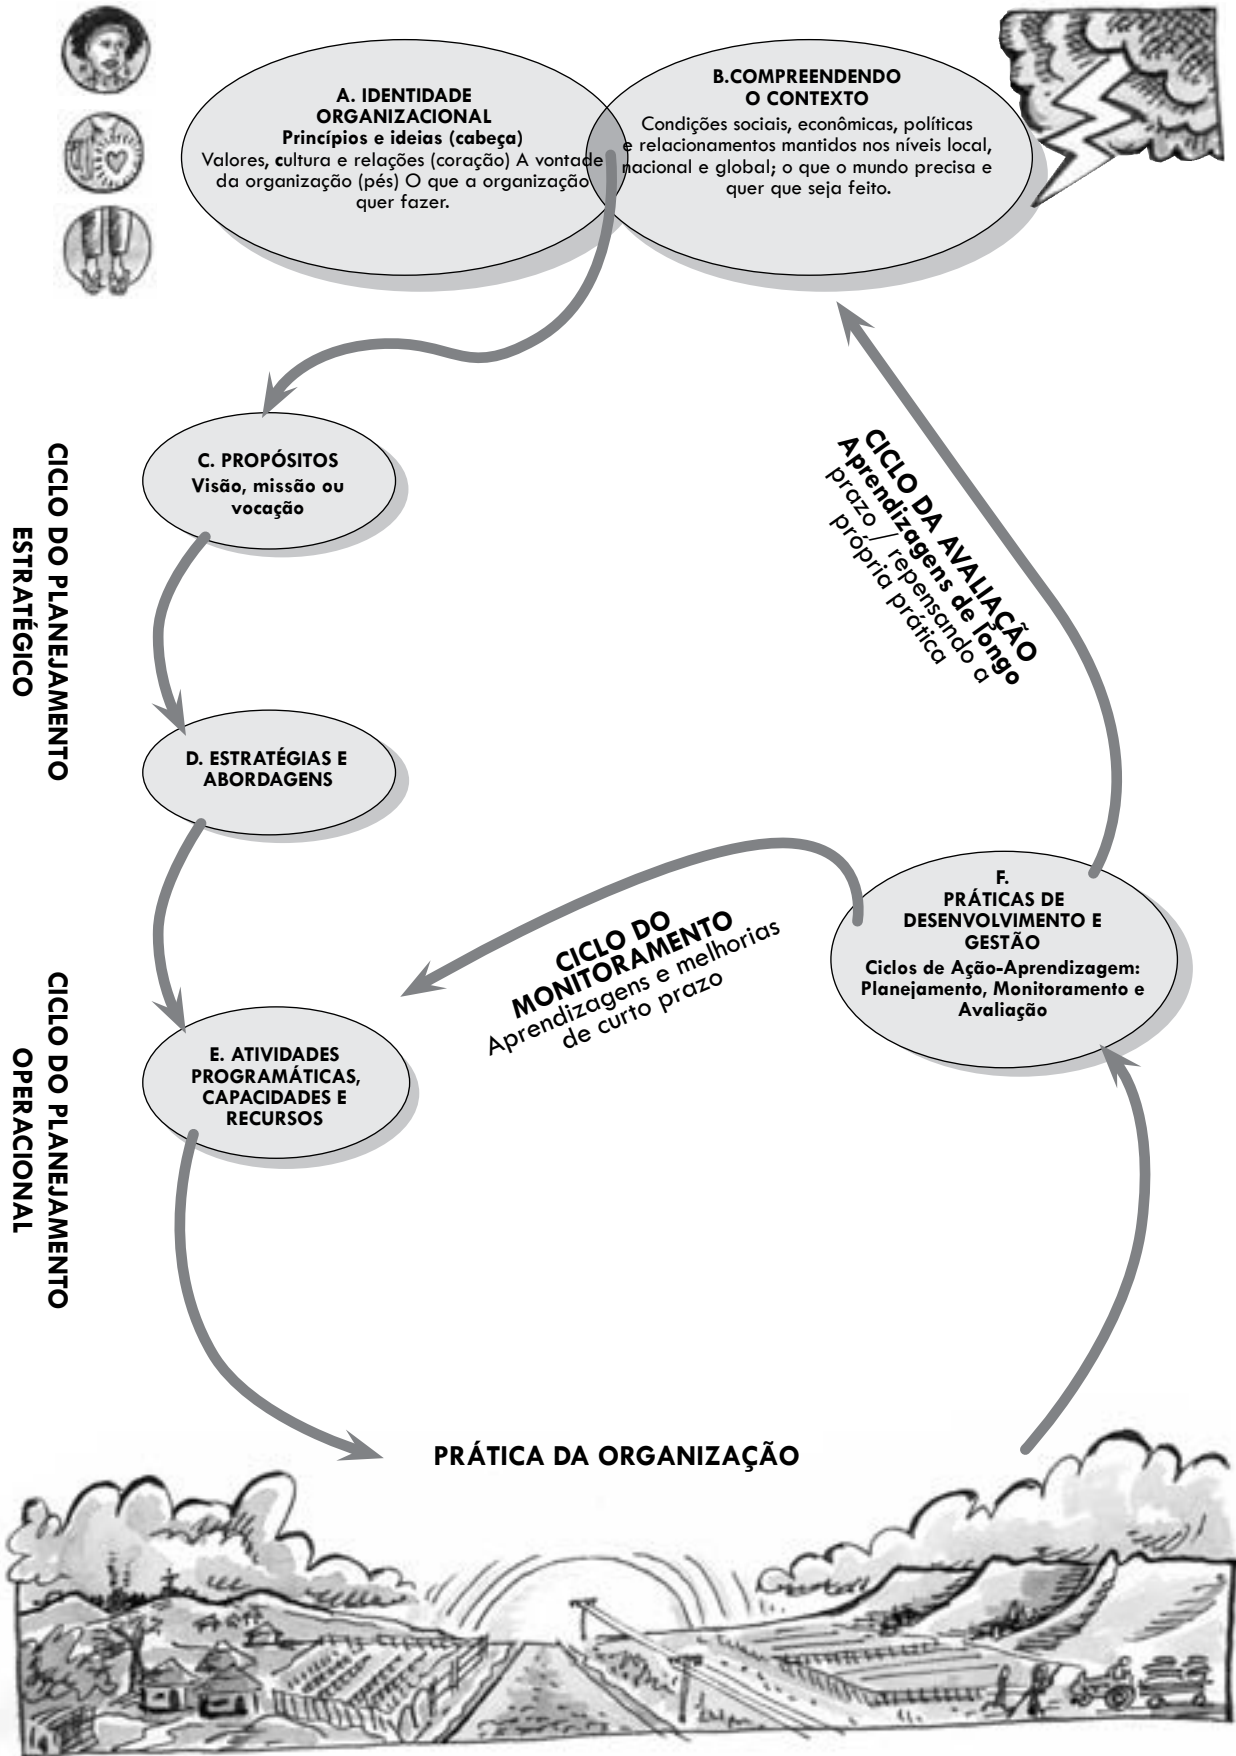 A. IDENTIDADE
ORGANIZACIONAL
Princípios e ideias (cabeça)
Valores, cultura e relações (coração) A vontade
da organização (pés) O que a organização
quer fazer.
B.COMPREENDENDO
O CONTEXTO
Condições sociais, econômicas, políticas
e relacionamentos mantidos nos níveis local,
nacional e global; o que o mundo precisa e
quer que seja feito.
CICLO DO PLANEJAMENTO
ESTRATÉGICO
C. PROPÓSITOS
Visão, missão ou
vocação
CICLO DA AVALIAÇÃO
Aprendizagens de longo
prazo / repensando a
própria prática
D. ESTRATÉGIAS E
ABORDAGENS
F.
PRÁTICAS DE
DESENVOLVIMENTO E
GESTÃO
Ciclos de Ação-Aprendizagem:
Planejamento, Monitoramento e
Avaliação
CICLO DO
MONITORAMENTO
Aprendizagens e melhorias
de curto prazo
CICLO DO PLANEJAMENTO
OPERACIONAL
E. ATIVIDADES
PROGRAMÁTICAS,
CAPACIDADES E
RECURSOS
PRÁTICA DA ORGANIZAÇÃO